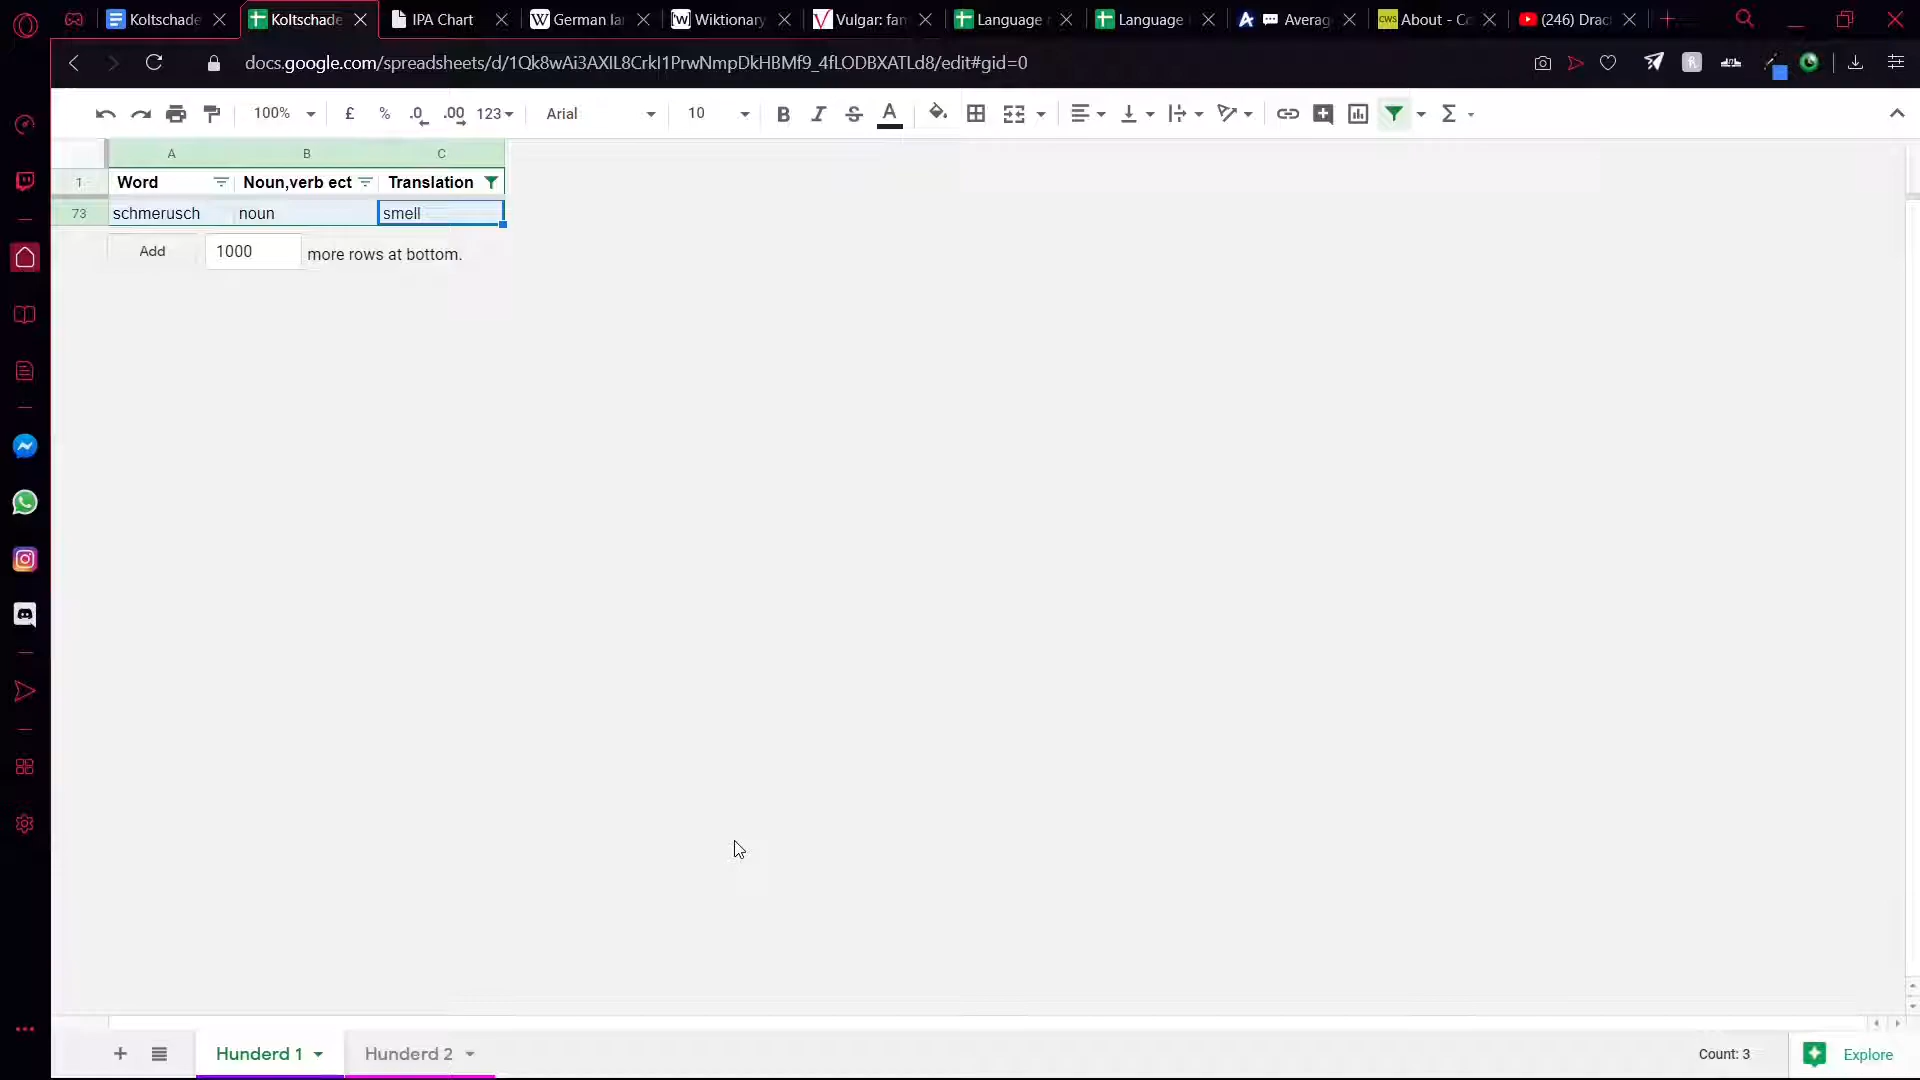 Koltschade
Koltschade
IPA Chart
German la
Wiktionary
Vulgar: fan
Language
Language
Averag
CWS About - Co
(246) Drac
docs.google.com/spreadsheets/d/1Qk8wAi3AXIL8CrkI1PrwNmpDkHBMf9_4fLODBXATLd8/edit#gid=0
100% £ % .0 .00 123 Arial 10 B I S A Σ
A B C
1 Word Noun,verb ect Translation
73 schmerusch noun smell
Add 1000 more rows at bottom.
Hunderd 1 Hunderd 2 Count: 3 Explore